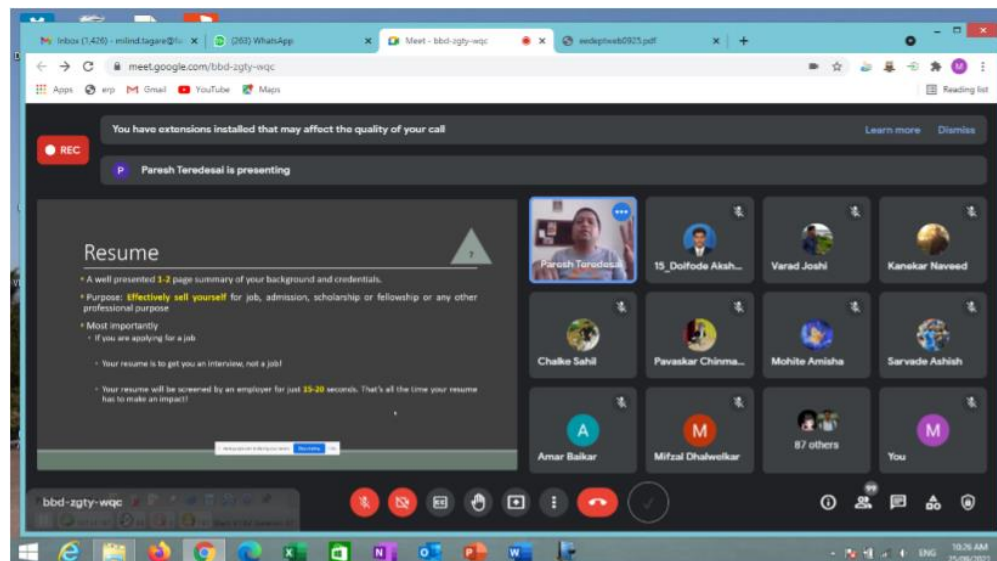 Inbox (1,426) - milind.tagare@
(263) WhatsApp
Meet - bbd-zgty-wqc
eedeptweb0925.pdf
meet.google.com/bbd-zgty-wqc
Apps
erp
Gmail
YouTube
Maps
Reading list
You have extensions installed that may affect the quality of your call
Learn more
Dismiss
REC
P
Paresh Teredesai is presenting
Resume
7
A well presented 1-2 page summary of your background and credentials.
Purpose: Effectively sell yourself for job, admission, scholarship or fellowship or any other
professional purpose
Most importantly
If you are applying for a job
Your resume is to get you an interview, not a job!
Your resume will be screened by an employer for just 15-20 seconds. That's all the time your resume
has to make an impact!
Paresh Teredesai
15_Dolfode Aksh...
Varad Joshi
Kanekar Naveed
Chalke Sahil
Pavaskar Chinma...
Mohite Amisha
Sarvade Ashish
A
Amar Baikar
M
Mifzal Dhalwelkar
87 others
M
You
bbd-zgty-wqc
99
ENG
10:26 AM
25/06/2021